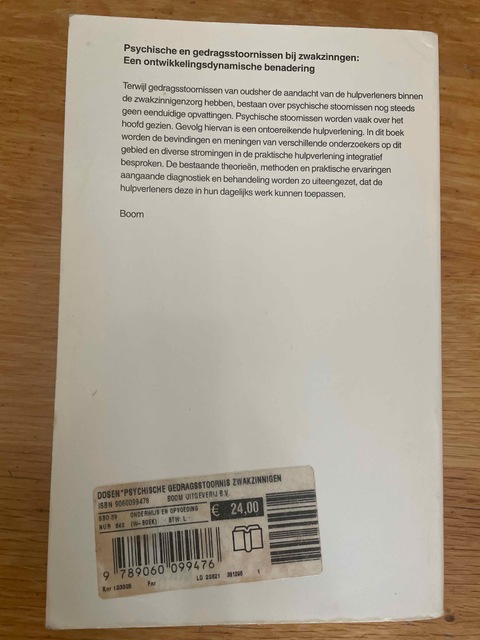 Psychische en gedragsstoornissen bij zwakzinngen:
Een ontwikkelingsdynamische benadering
Terwijl gedragsstoornissen van oudsher de aandacht van de hulpverleners binnen
de zwakzinnigenzorg hebben, bestaan over psychische stoornissen nog steeds
geen eenduidige opvattingen. Psychische stoornissen worden vaak over het
hoofd gezien. Gevolg hiervan is een ontoereikende hulpverlening. In dit boek
worden de bevindingen en meningen van verschillende onderzoekers op dit
gebied en diverse stromingen in de praktische hulpverlening integratief
besproken. De bestaande theorieën, methoden en praktische ervaringen
aangaande diagnostiek en behandeling worden zo uiteengezet, dat de
hulpverleners deze in hun dagelijks werk kunnen toepassen.
Boom
DOSEN*PSYCHISCHE GEDRAGSSTOORNIS ZWAKZINNIGEN
ISBN 9060099476 BOOM UITGEVERIJ B.V.
ONDERWIJS EN OPVOEDING
NUR 840 (W- BOEK) BTW: L
€ 24,00
9 789060 099476